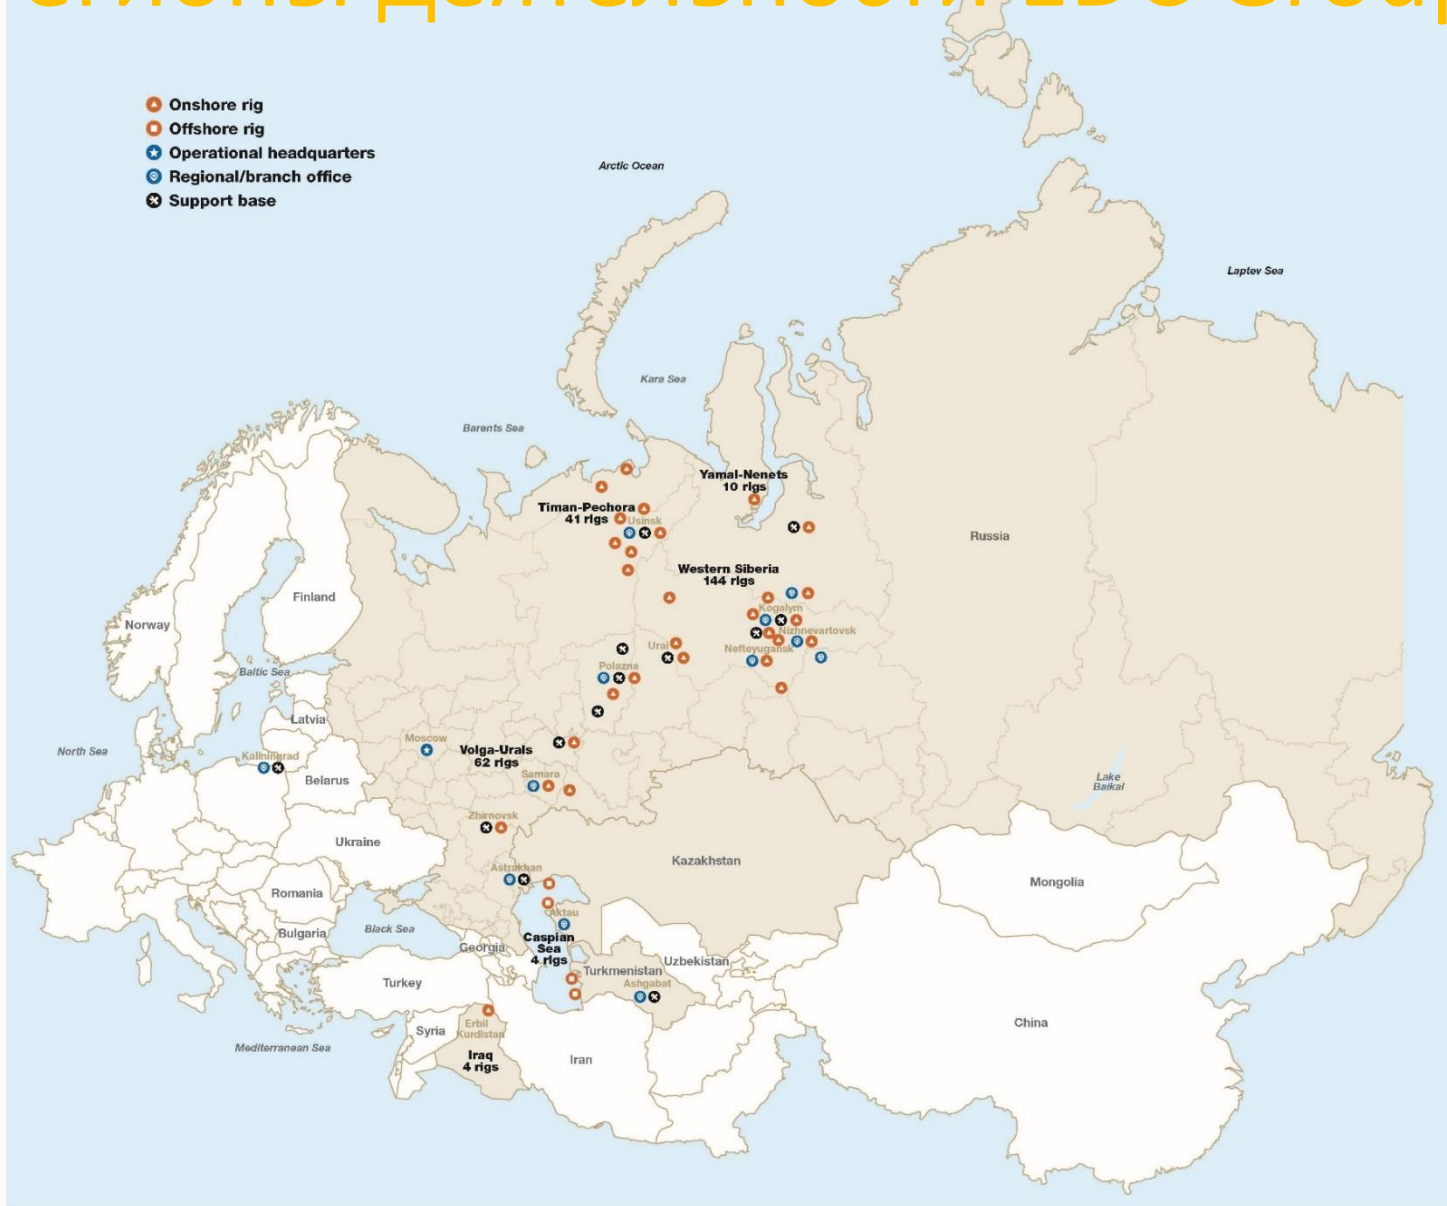 егионы деятельности EDC Group
Onshore rig
Offshore rig
Operational headquarters
Regional/branch office
Support base
Arctic Ocean
Laptev Sea
Kara Sea
Barents Sea
Yamal-Nenets
10 rigs
Timan-Pechora
41 rigs
Usinsk
Russia
Western Siberia
144 rigs
Finland
Norway
Kogalym
Nizhnevartovsk
Urai
Nefteyugansk
Polazna
Baltic Sea
Latvia
Moscow
North Sea
Volga-Urals
62 rigs
Kaliningrad
Belarus
Samara
Lake
Baikal
Zhirnovsk
Ukraine
Kazakhstan
Astrakhan
Mongolia
Romania
Aktau
Black Sea
Bulgaria
Caspian
Sea
4 rigs
Georgia
Uzbekistan
Turkmenistan
Turkey
Ashgabat
Erbil
Kurdistan
Syria
China
Mediterranean Sea
Iraq
4 rigs
Iran